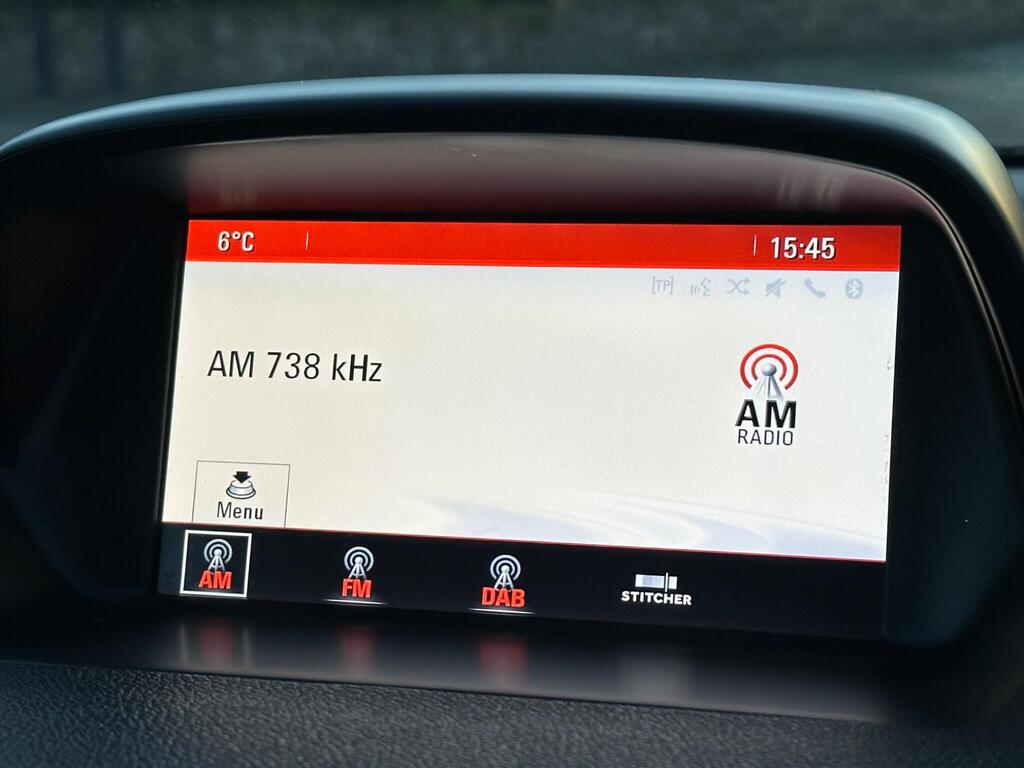 6°C
15:45
[TP]
AM 738 kHz
AM
RADIO
Menu
AM
FM
DAB
STITCHER